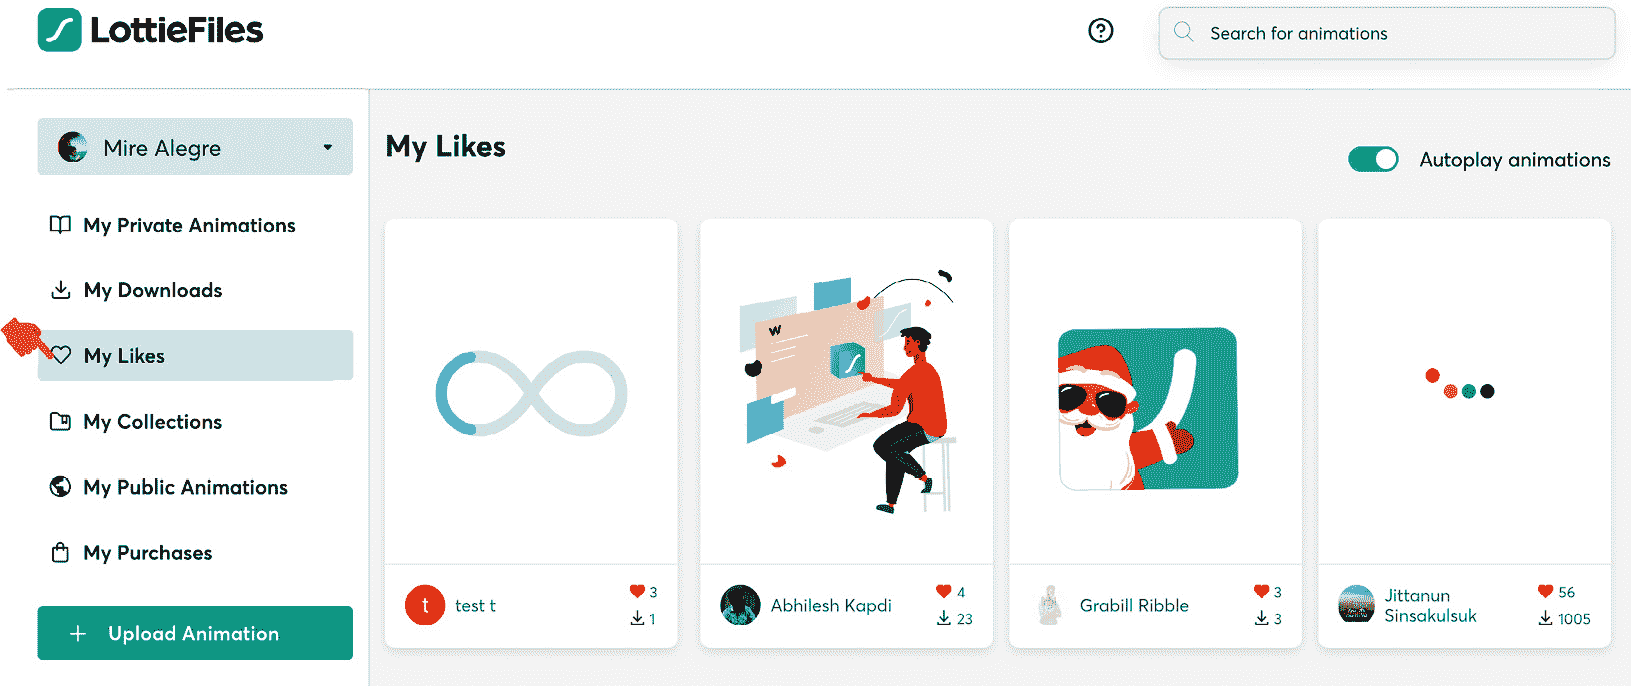 LottieFiles
Search for animations
Mire Alegre
My Private Animations
My Downloads
My Likes
My Collections
My Public Animations
My Purchases
+ Upload Animation
My Likes
Autoplay animations
W
t
test t
3
1
Abhilesh Kapdi
4
23
Grabill Ribble
3
3
Jittanun
Sinsakulsuk
56
1005